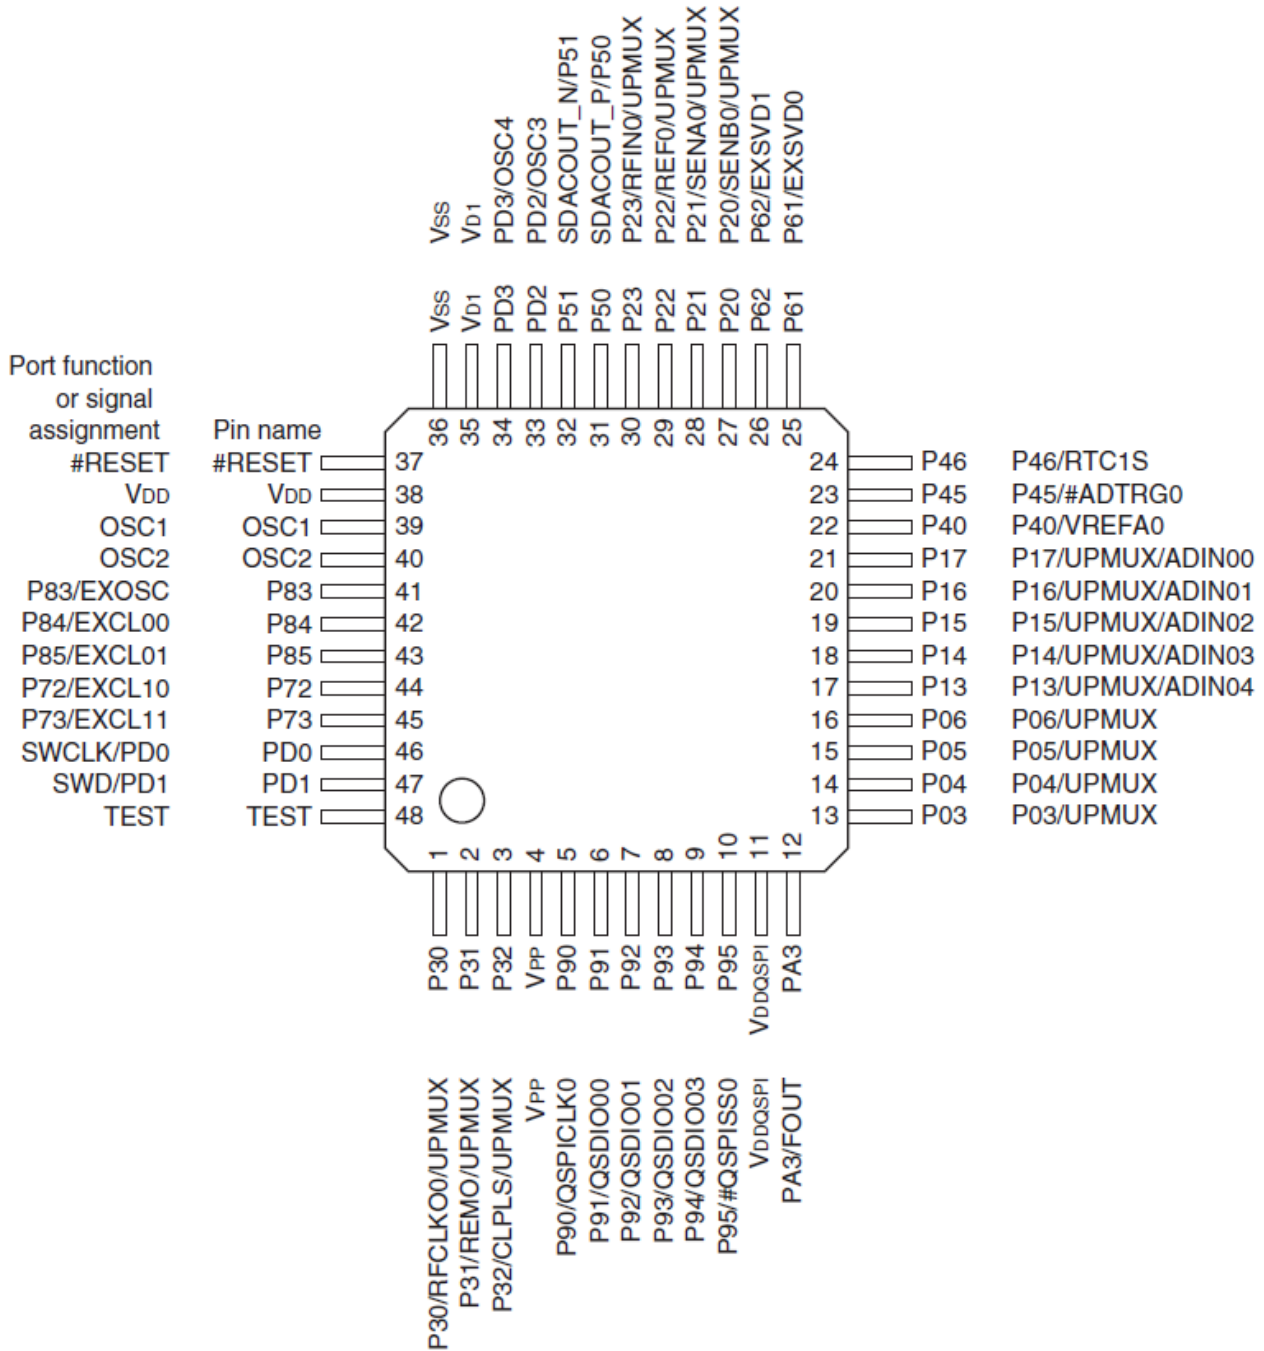 VSS
VD1
PD3/OSC4
PD2/OSC3
SDACOUT_N/P51
SDACOUT_P/P50
P23/RFIN0/UPMUX
P22/REF0/UPMUX
P21/SENA0/UPMUX
P20/SENB0/UPMUX
P62/EXSVD1
P61/EXSVD0
VSS
VD1
PD3
PD2
P51
P50
P23
P22
P21
P20
P62
P61
36
35
34
33
32
31
30
29
28
27
26
25
Port function
or signal
assignment
Pin name
#RESET #RESET 37
VDD VDD 38
OSC1 OSC1 39
OSC2 OSC2 40
P83/EXOSC P83 41
P84/EXCL00 P84 42
P85/EXCL01 P85 43
P72/EXCL10 P72 44
P73/EXCL11 P73 45
SWCLK/PD0 PD0 46
SWD/PD1 PD1 47
TEST TEST 48
24 P46 P46/RTC1S
23 P45 P45/#ADTRG0
22 P40 P40/VREFA0
21 P17 P17/UPMUX/ADIN00
20 P16 P16/UPMUX/ADIN01
19 P15 P15/UPMUX/ADIN02
18 P14 P14/UPMUX/ADIN03
17 P13 P13/UPMUX/ADIN04
16 P06 P06/UPMUX
15 P05 P05/UPMUX
14 P04 P04/UPMUX
13 P03 P03/UPMUX
1
2
3
4
5
6
7
8
9
10
11
12
P30
P31
P32
VPP
P90
P91
P92
P93
P94
P95
VDDQSPI
PA3
P30/RFCLKO0/UPMUX
P31/REMO/UPMUX
P32/CLPLS/UPMUX
VPP
P90/QSPICLK0
P91/QSDIO00
P92/QSDIO01
P93/QSDIO02
P94/QSDIO03
P95/#QSPISS0
VDDQSPI
PA3/FOUT